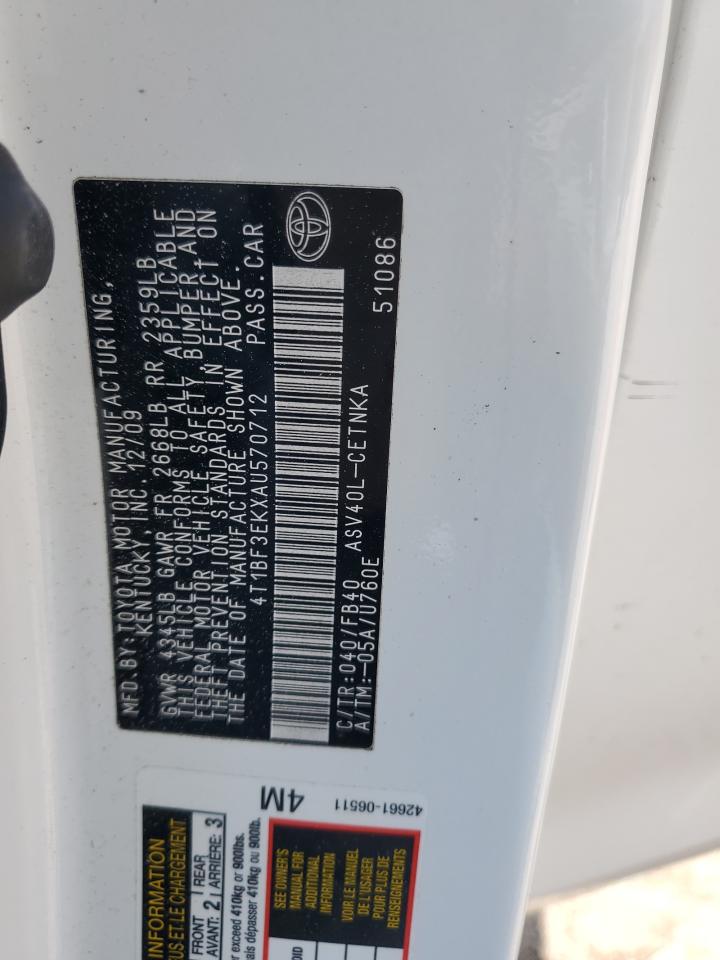 MFD.BY: TOYOTA MOTOR MANUFACTURING,
KENTUCKY, INC. 12/09
GVWR 4345LB GAWR FR 2668LB RR 2359LB
THIS VEHICLE CONFORMS TO ALL APPLICABLE
FEDERAL MOTOR VEHICLE SAFETY, BUMPER AND
THEFT PREVENTION STANDARDS IN EFFECT ON
THE DATE OF MANUFACTURE SHOWN ABOVE.
4T1BF3EKXAU570712 PASS.CAR
C/TR:040/FB40 ASV40L-CETNKA
A/TM:-05A/U760E 51086
INFORMATION
ET LE CHARGEMENT
FRONT 2 REAR 3
AVANT: ARRIÈRE:
exceed 410kg or 900lbs.
dépasser 410kg ou 900lb.
SEE OWNER'S
MANUAL FOR
ADDITIONAL
INFORMATION
VOIR LE MANUEL
DE L'USAGER
POUR PLUS DE
RENSEIGNEMENTS
4M
42661-06511